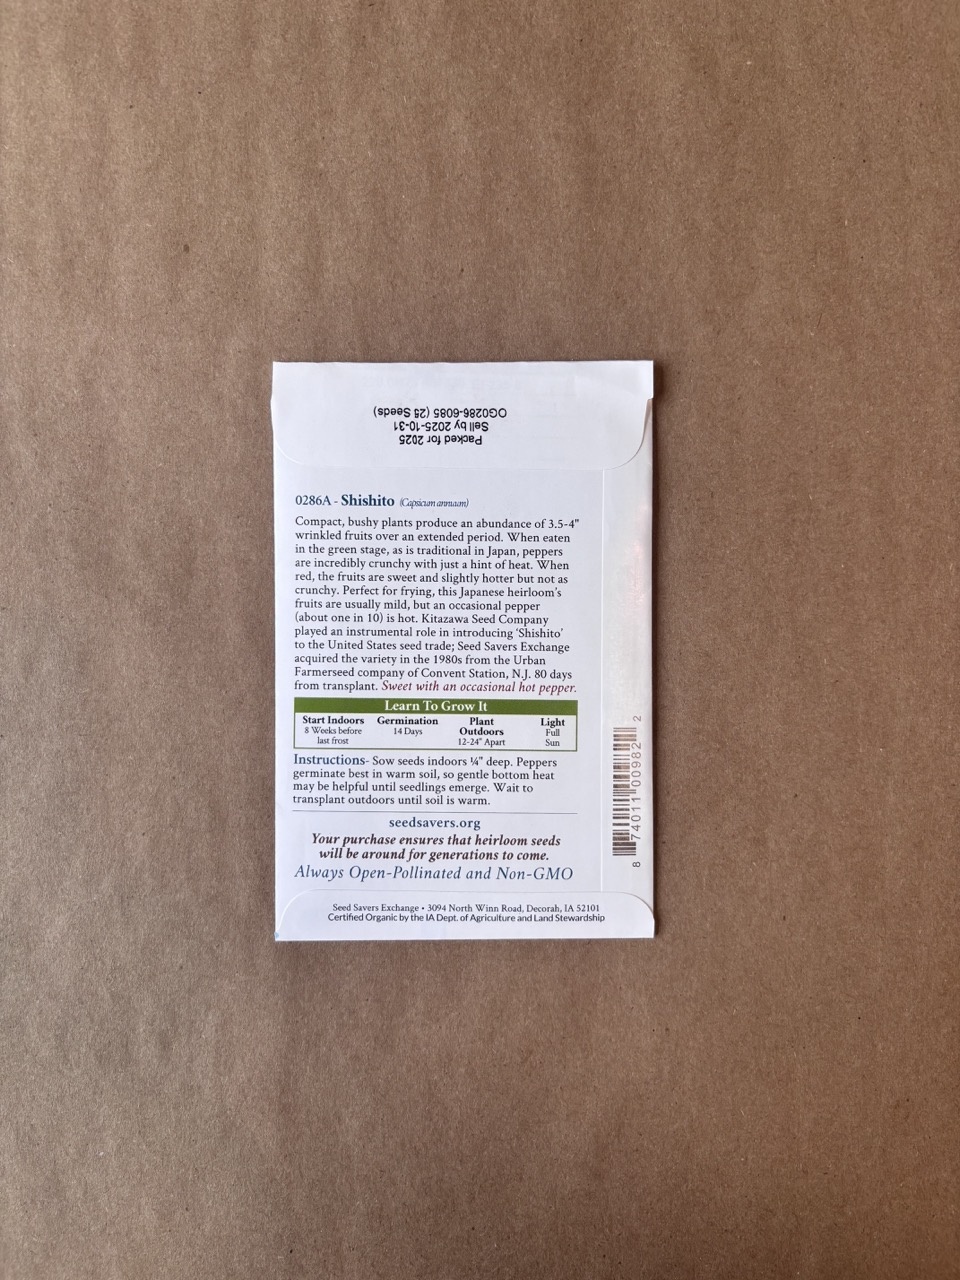 Packed for 2025
Sell by 2025-10-31
OG0286-6085 (25 Seeds)
0286A - Shishito (Capsicum annuum)
Compact, bushy plants produce an abundance of 3.5-4"
wrinkled fruits over an extended period. When eaten
in the green stage, as is traditional in Japan, peppers
are incredibly crunchy with just a hint of heat. When
red, the fruits are sweet and slightly hotter but not as
crunchy. Perfect for frying, this Japanese heirloom's
fruits are usually mild, but an occasional pepper
(about one in 10) is hot. Kitazawa Seed Company
played an instrumental role in introducing 'Shishito'
to the United States seed trade; Seed Savers Exchange
acquired the variety in the 1980s from the Urban
Farmerseed company of Convent Station, N.J. 80 days
from transplant. Sweet with an occasional hot pepper.
Learn To Grow It
Start Indoors
8 Weeks before
last frost
Germination
14 Days
Plant
Outdoors
12-24" Apart
Light
Full
Sun
Instructions- Sow seeds indoors ¼" deep. Peppers
germinate best in warm soil, so gentle bottom heat
may be helpful until seedlings emerge. Wait to
transplant outdoors until soil is warm.
seedsavers.org
Your purchase ensures that heirloom seeds
will be around for generations to come.
Always Open-Pollinated and Non-GMO
Seed Savers Exchange • 3094 North Winn Road, Decorah, IA 52101
Certified Organic by the IA Dept. of Agriculture and Land Stewardship
8 74011 00982 2